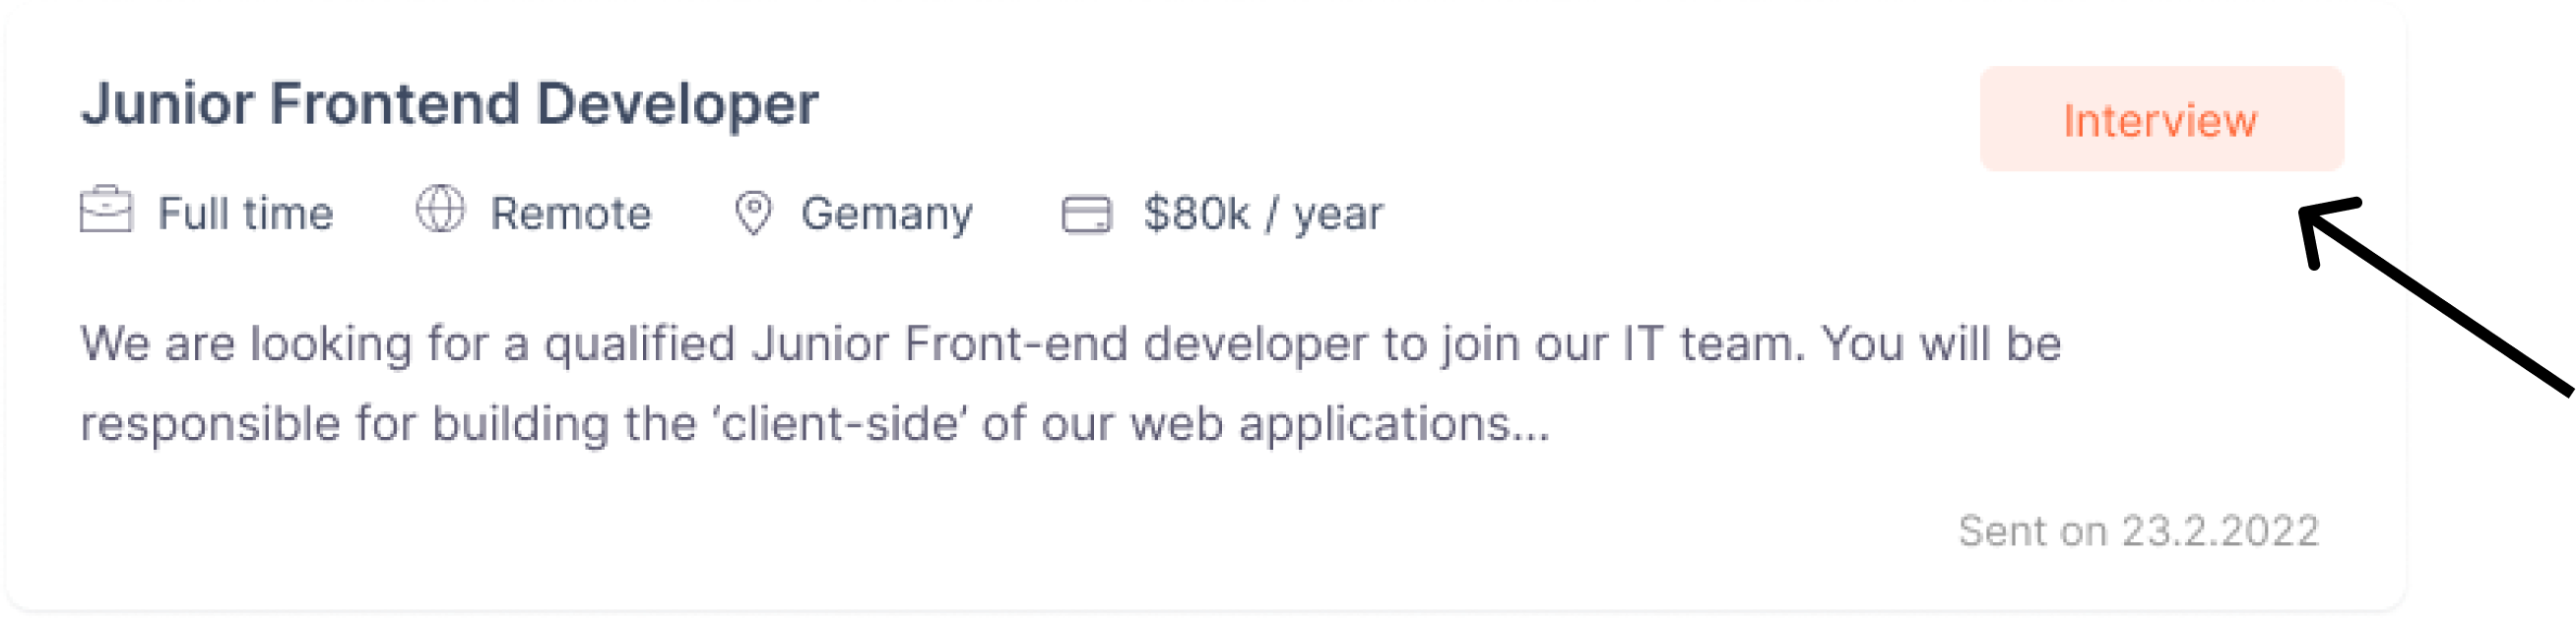 Junior Frontend Developer
Interview
Full time Remote Gemany $80k / year
We are looking for a qualified Junior Front-end developer to join our IT team. You will be
responsible for building the ‘client-side’ of our web applications...
Sent on 23.2.2022